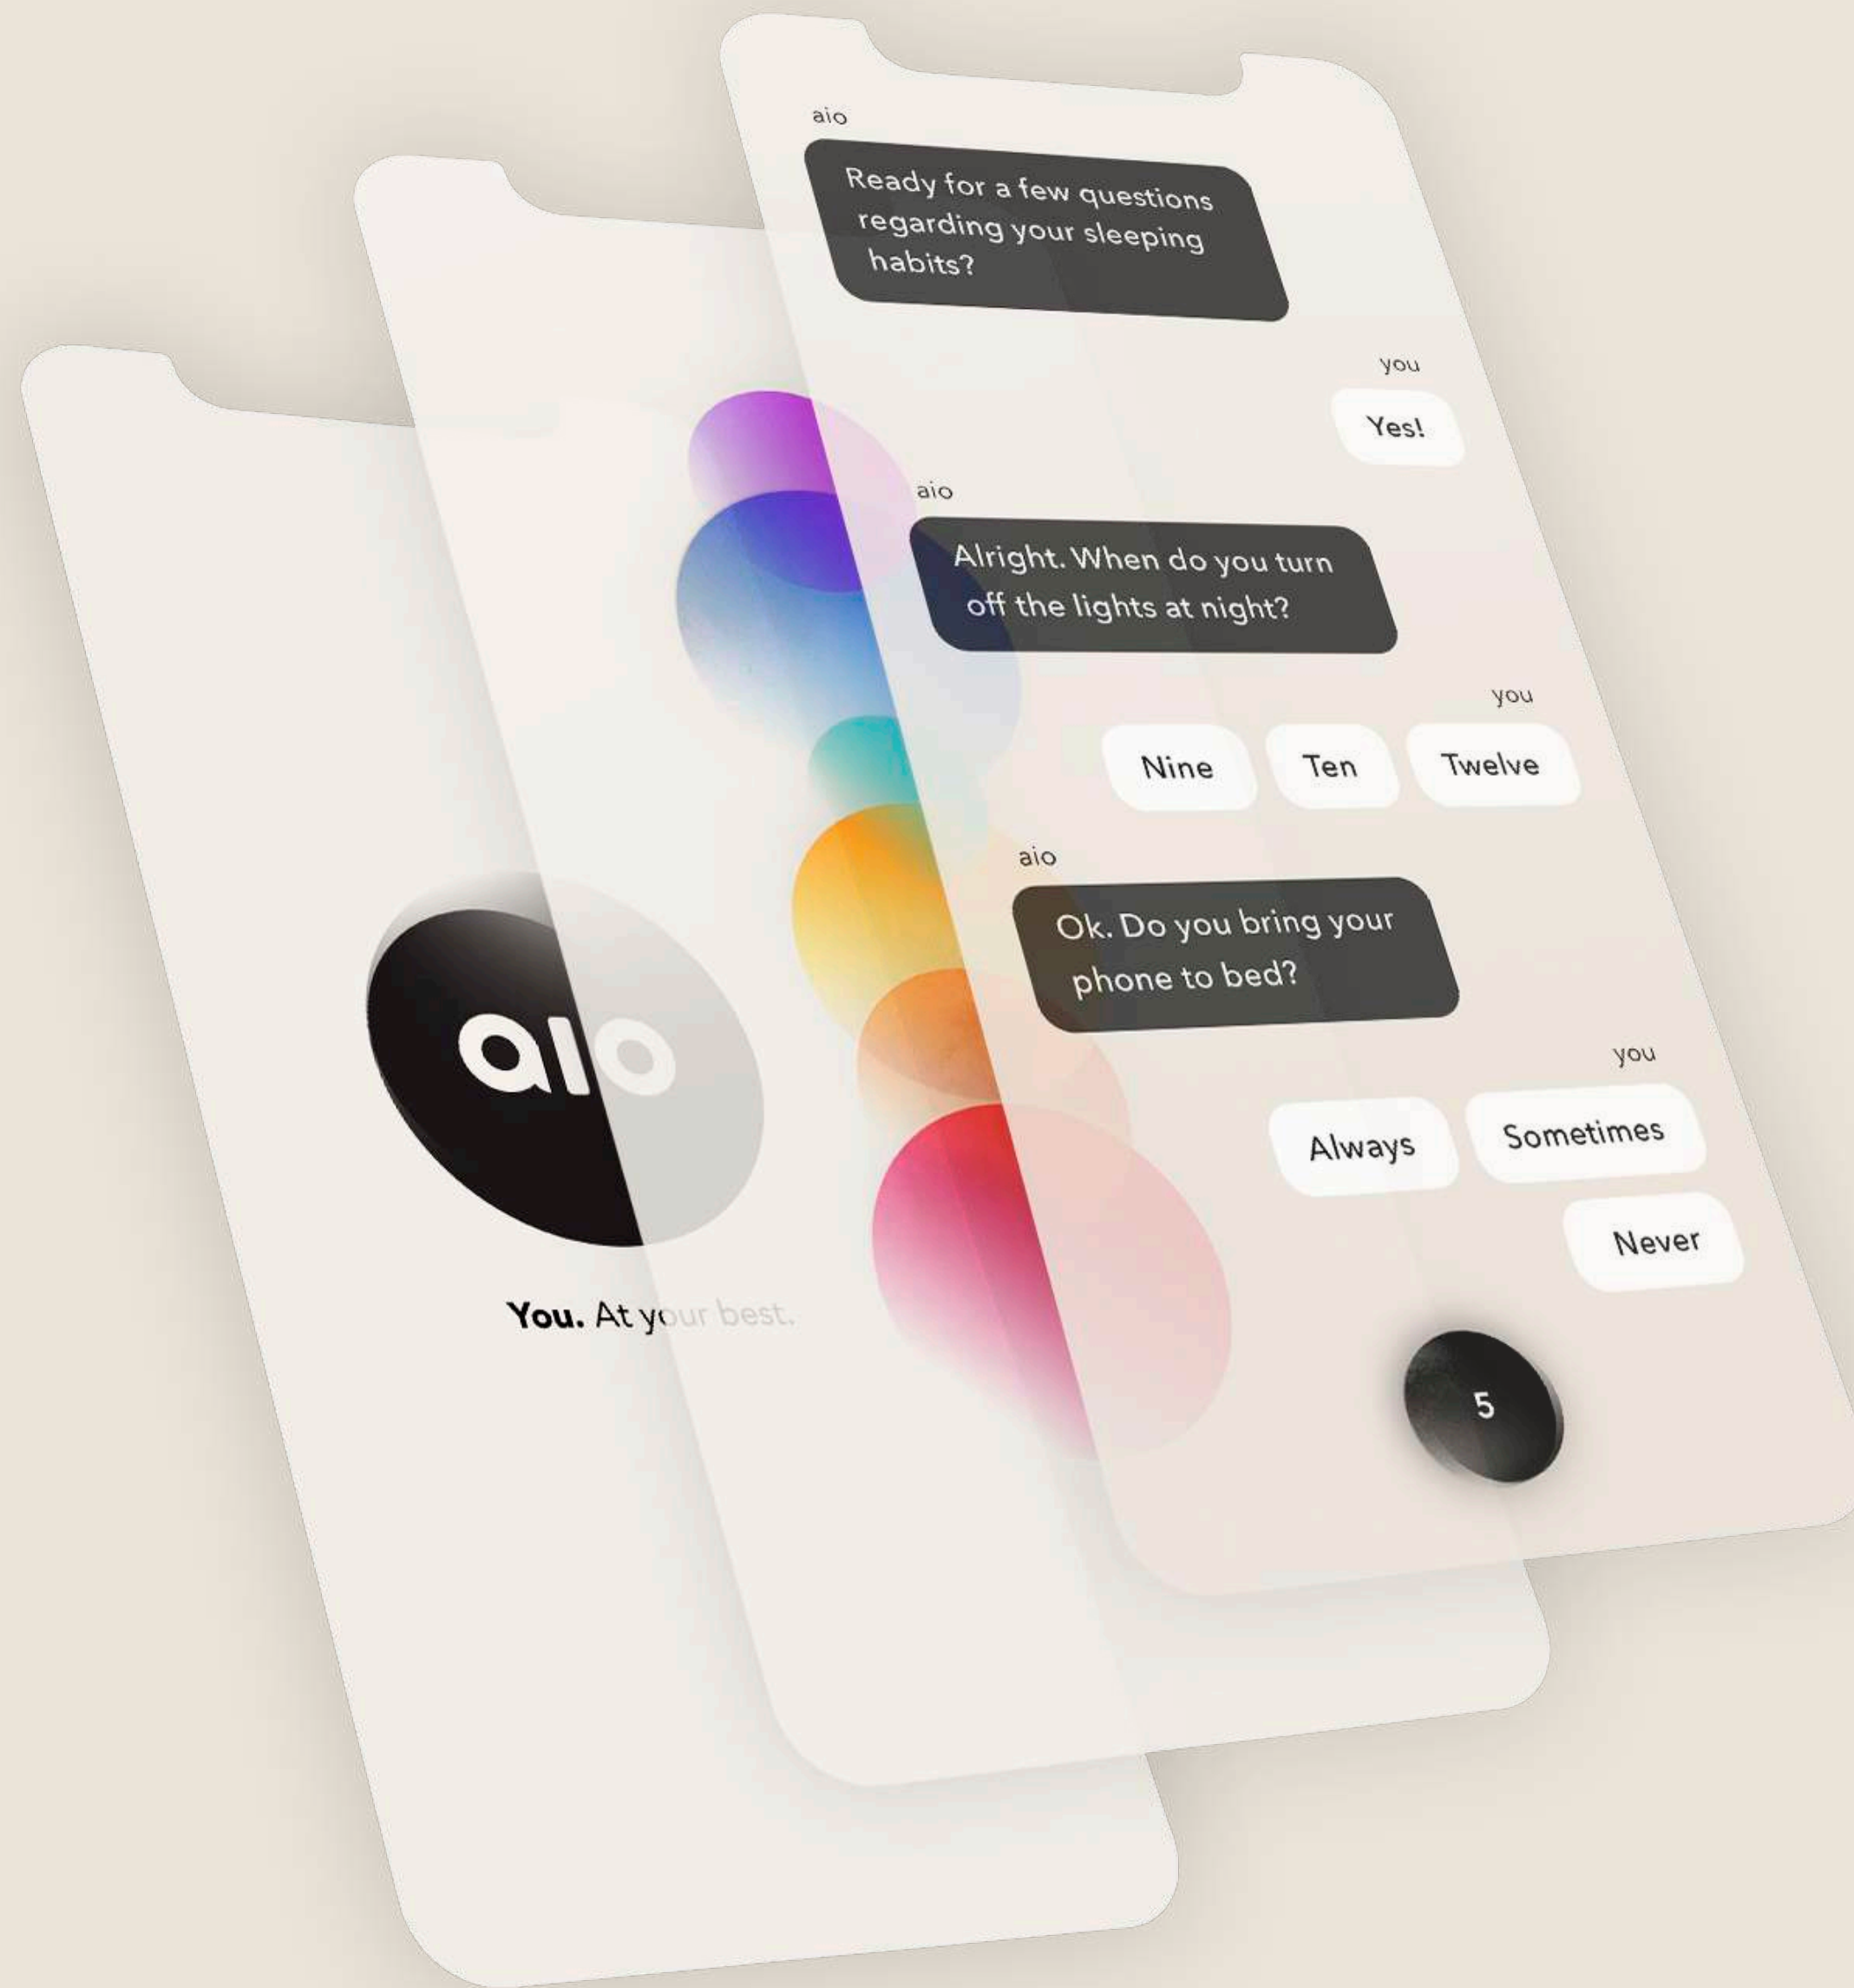 aio
Ready for a few questions
regarding your sleeping
habits?
you
Yes!
aio
Alright. When do you turn
off the lights at night?
you
Nine Ten Twelve
aio
Ok. Do you bring your
phone to bed?
you
Always Sometimes
Never
5
aio
You. At your best.